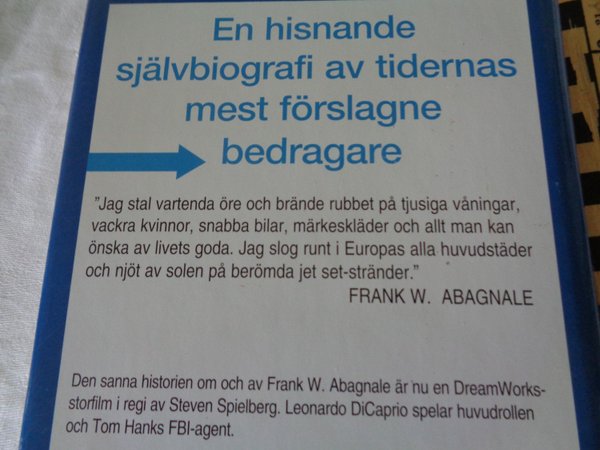 En hisnande
självbiografi av tidernas
mest förslagne
bedragare
"Jag stal vartenda öre och brände rubbet på tjusiga våningar,
vackra kvinnor, snabba bilar, märkeskläder och allt man kan
önska av livets goda. Jag slog runt i Europas alla huvudstäder
och njöt av solen på berömda jet set-stränder."
FRANK W. ABAGNALE
Den sanna historien om och av Frank W. Abagnale är nu en DreamWorks-
storfilm i regi av Steven Spielberg. Leonardo DiCaprio spelar huvudrollen
och Tom Hanks FBI-agent.